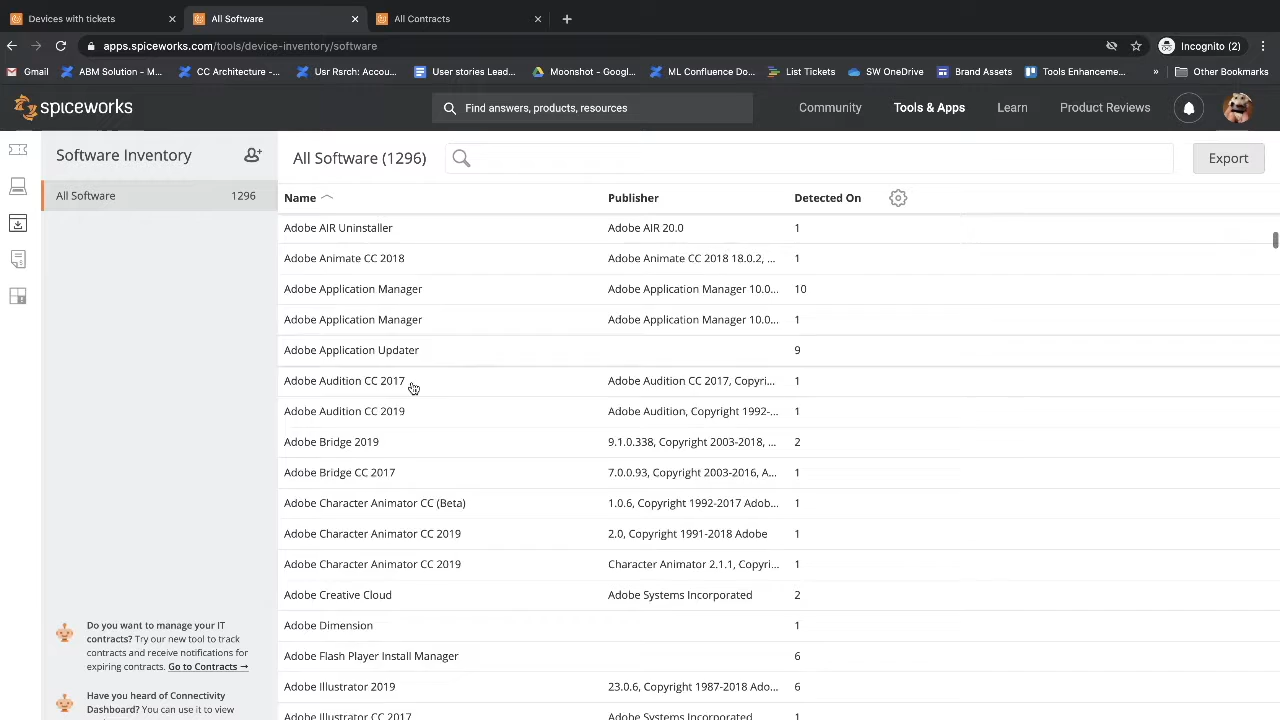 Devices with tickets
All Software
All Contracts
apps.spiceworks.com/tools/device-inventory/software
Incognito (2)
Gmail
ABM Solution - M...
CC Architecture -...
Usr Rsrch: Accou...
User stories Lead...
Moonshot - Googl...
ML Confluence Do...
List Tickets
SW OneDrive
Brand Assets
Tools Enhanceme...
»
Other Bookmarks
spiceworks
Find answers, products, resources
Community
Tools & Apps
Learn
Product Reviews
Software Inventory
All Software 1296
Do you want to manage your IT
contracts? Try our new tool to track
contracts and receive notifications for
expiring contracts. Go to Contracts →
Have you heard of Connectivity
Dashboard? You can use it to view
All Software (1296)
Export
Name Publisher Detected On
Adobe AIR Uninstaller Adobe AIR 20.0 1
Adobe Animate CC 2018 Adobe Animate CC 2018 18.0.2, ... 1
Adobe Application Manager Adobe Application Manager 10.0... 10
Adobe Application Manager Adobe Application Manager 10.0... 1
Adobe Application Updater 9
Adobe Audition CC 2017 Adobe Audition CC 2017, Copyri... 1
Adobe Audition CC 2019 Adobe Audition, Copyright 1992-... 1
Adobe Bridge 2019 9.1.0.338, Copyright 2003-2018, ... 2
Adobe Bridge CC 2017 7.0.0.93, Copyright 2003-2016, A... 1
Adobe Character Animator CC (Beta) 1.0.6, Copyright 1992-2017 Adob... 1
Adobe Character Animator CC 2019 2.0, Copyright 1991-2018 Adobe 1
Adobe Character Animator CC 2019 Character Animator 2.1.1, Copyri... 1
Adobe Creative Cloud Adobe Systems Incorporated 2
Adobe Dimension 1
Adobe Flash Player Install Manager 6
Adobe Illustrator 2019 23.0.6, Copyright 1987-2018 Ado... 6
Adobe Illustrator CC 2017 Adobe Systems Incorporated 1